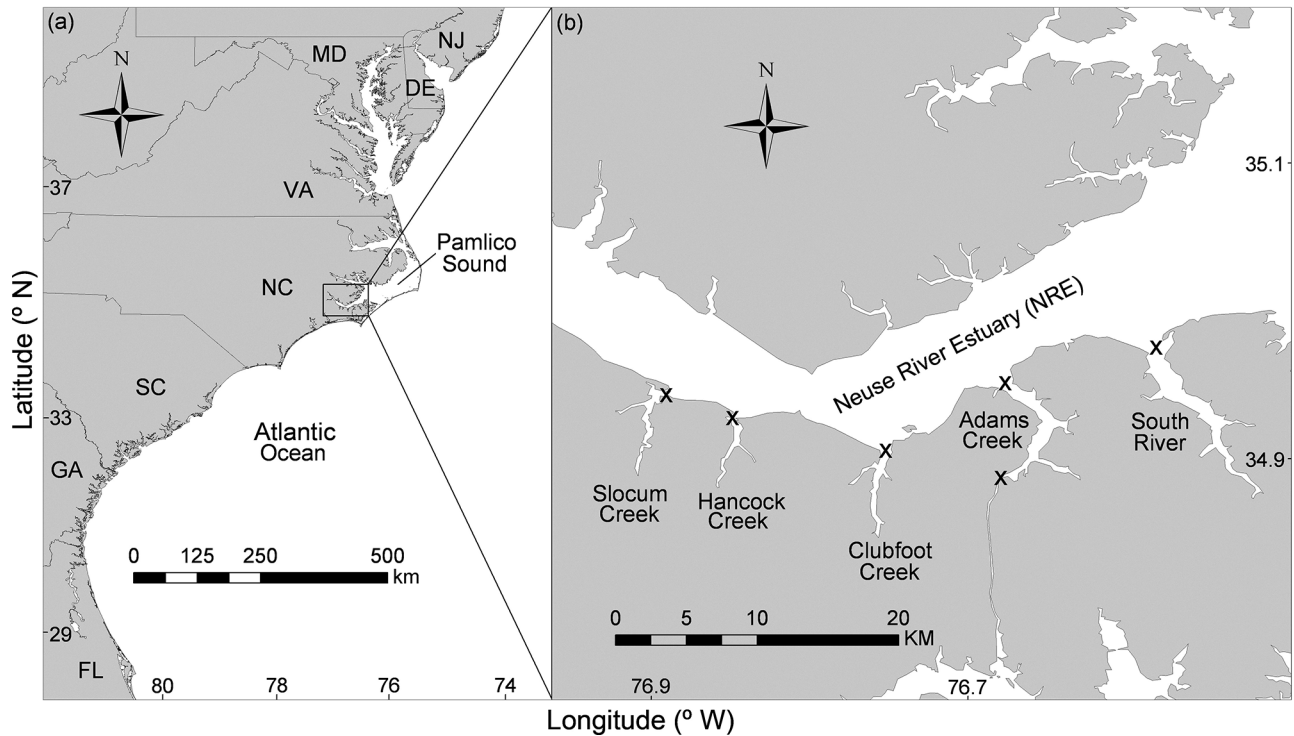 (a)
N
MD
NJ
DE
VA
37
Pamlico
Sound
NC
SC
33
Atlantic
Ocean
GA
0 125 250 500
km
29
FL
80 78 76 74
(b)
N
35.1
Neuse River Estuary (NRE)
x
x
x
x
x
x
Adams
Creek
South
River
34.9
Slocum
Creek
Hancock
Creek
Clubfoot
Creek
0 5 10 20
KM
76.9 76.7
Latitude (º N)
Longitude (º W)